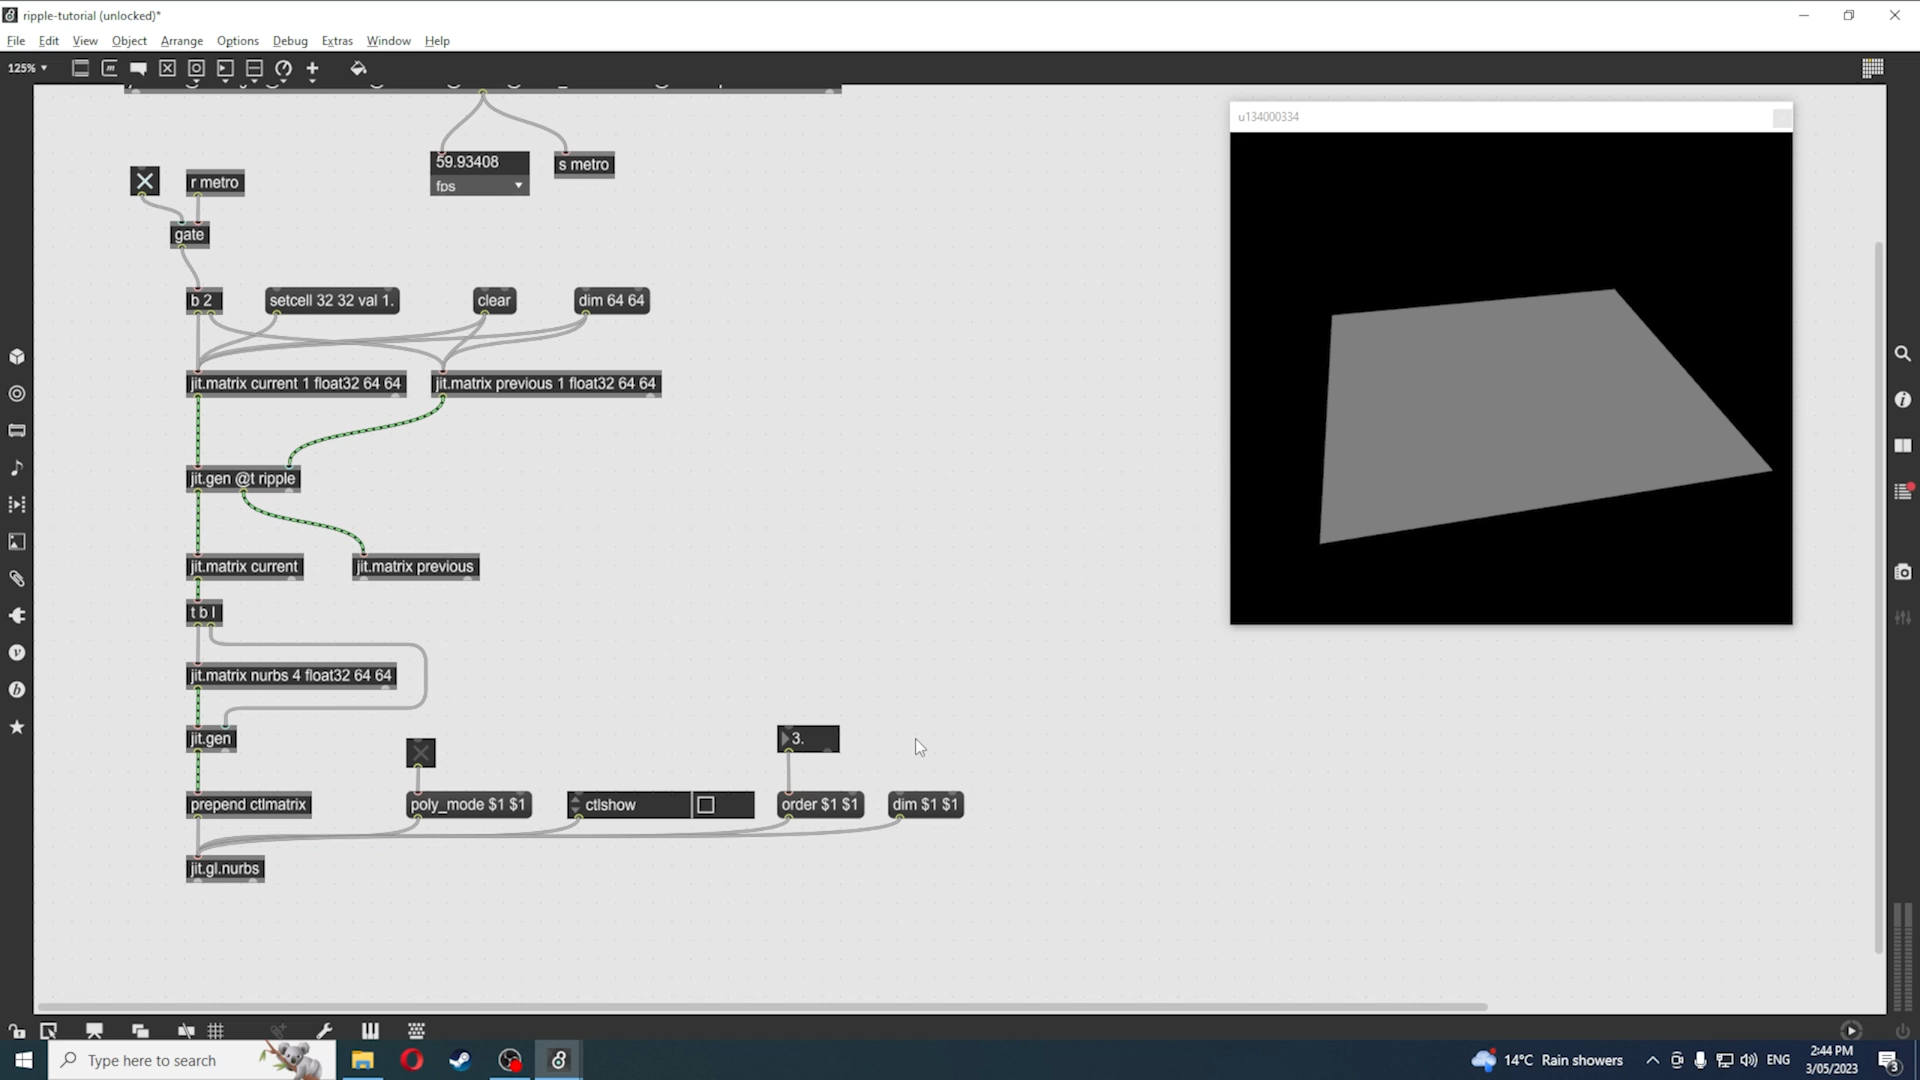 ripple-tutorial (unlocked)*
File Edit View Object Arrange Options Debug Extras Window Help
125%
u134000334
59.93408
fps
s metro
r metro
gate
b 2
setcell 32 32 val 1.
clear
dim 64 64
jit.matrix current 1 float32 64 64
jit.matrix previous 1 float32 64 64
jit.gen @t ripple
jit.matrix current
jit.matrix previous
t b l
jit.matrix nurbs 4 float32 64 64
jit.gen
3.
prepend ctlmatrix
poly_mode $1 $1
ctlshow
order $1 $1
dim $1 $1
jit.gl.nurbs
Type here to search
14°C Rain showers
ENG
2:44 PM
3/05/2023
3